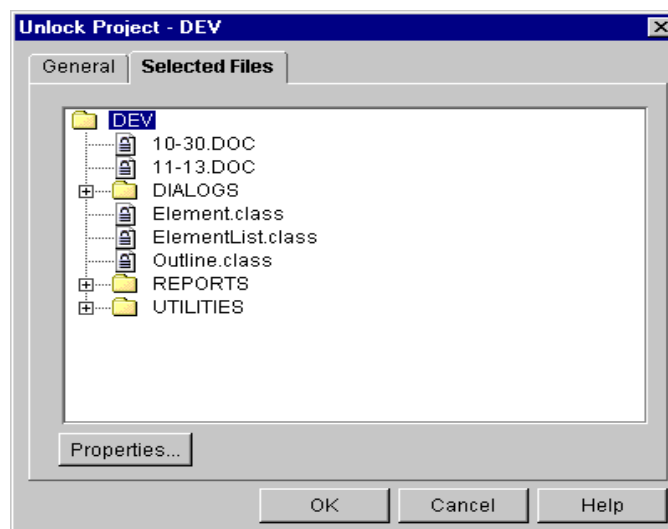 Unlock Project - DEV
General Selected Files
DEV
10-30.DOC
11-13.DOC
DIALOGS
Element.class
ElementList.class
Outline.class
REPORTS
UTILITIES
Properties...
OK Cancel Help